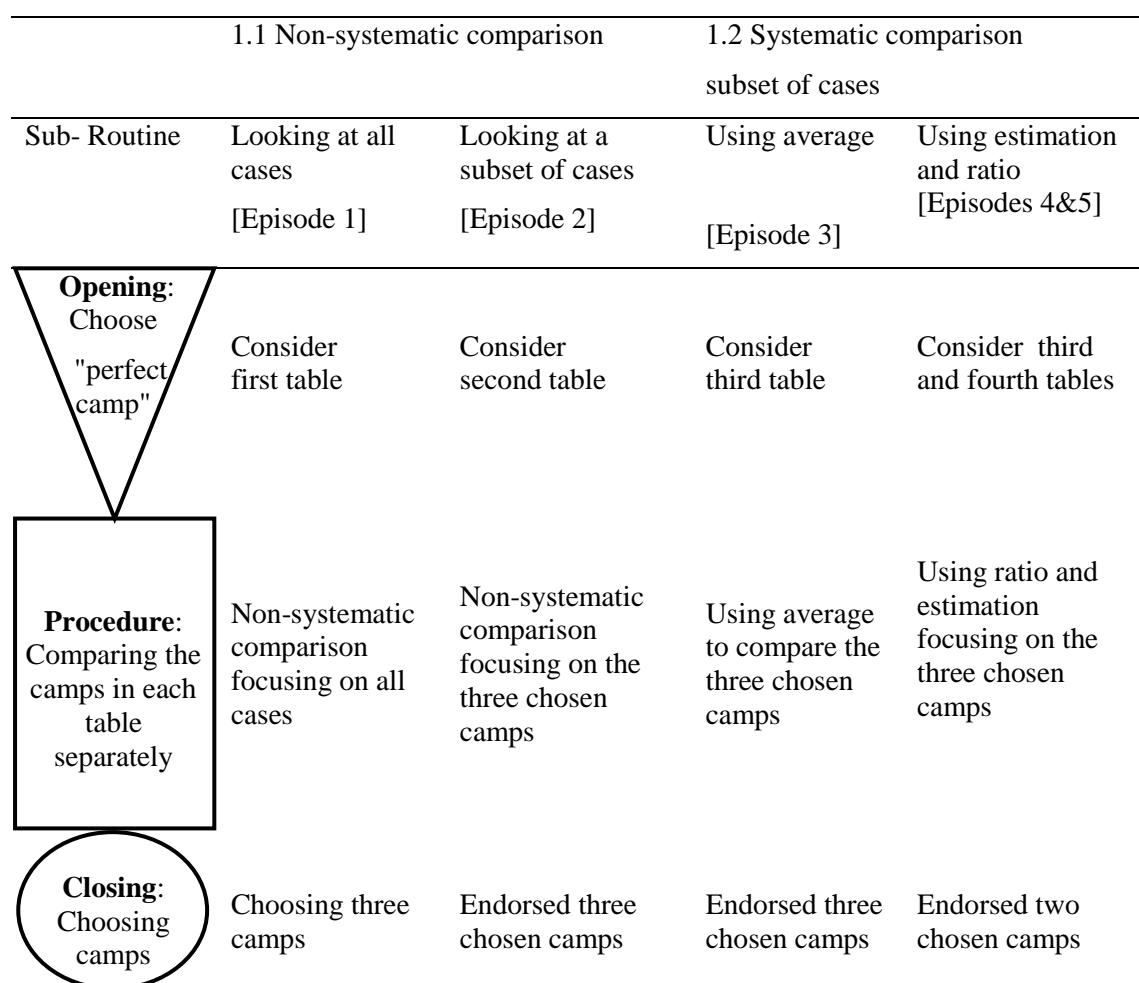 1.1 Non-systematic comparison
1.2 Systematic comparison
subset of cases
Sub- Routine
Looking at all
cases
[Episode 1]
Looking at a
subset of cases
[Episode 2]
Using average
[Episode 3]
Using estimation
and ratio
[Episodes 4&5]
Opening:
Choose
"perfect
camp"
Consider
first table
Consider
second table
Consider
third table
Consider third
and fourth tables
Procedure:
Comparing the
camps in each
table
separately
Non-systematic
comparison
focusing on all
cases
Non-systematic
comparison
focusing on the
three chosen
camps
Using average
to compare the
three chosen
camps
Using ratio and
estimation
focusing on the
three chosen
camps
Closing:
Choosing
camps
Choosing three
camps
Endorsed three
chosen camps
Endorsed three
chosen camps
Endorsed two
chosen camps